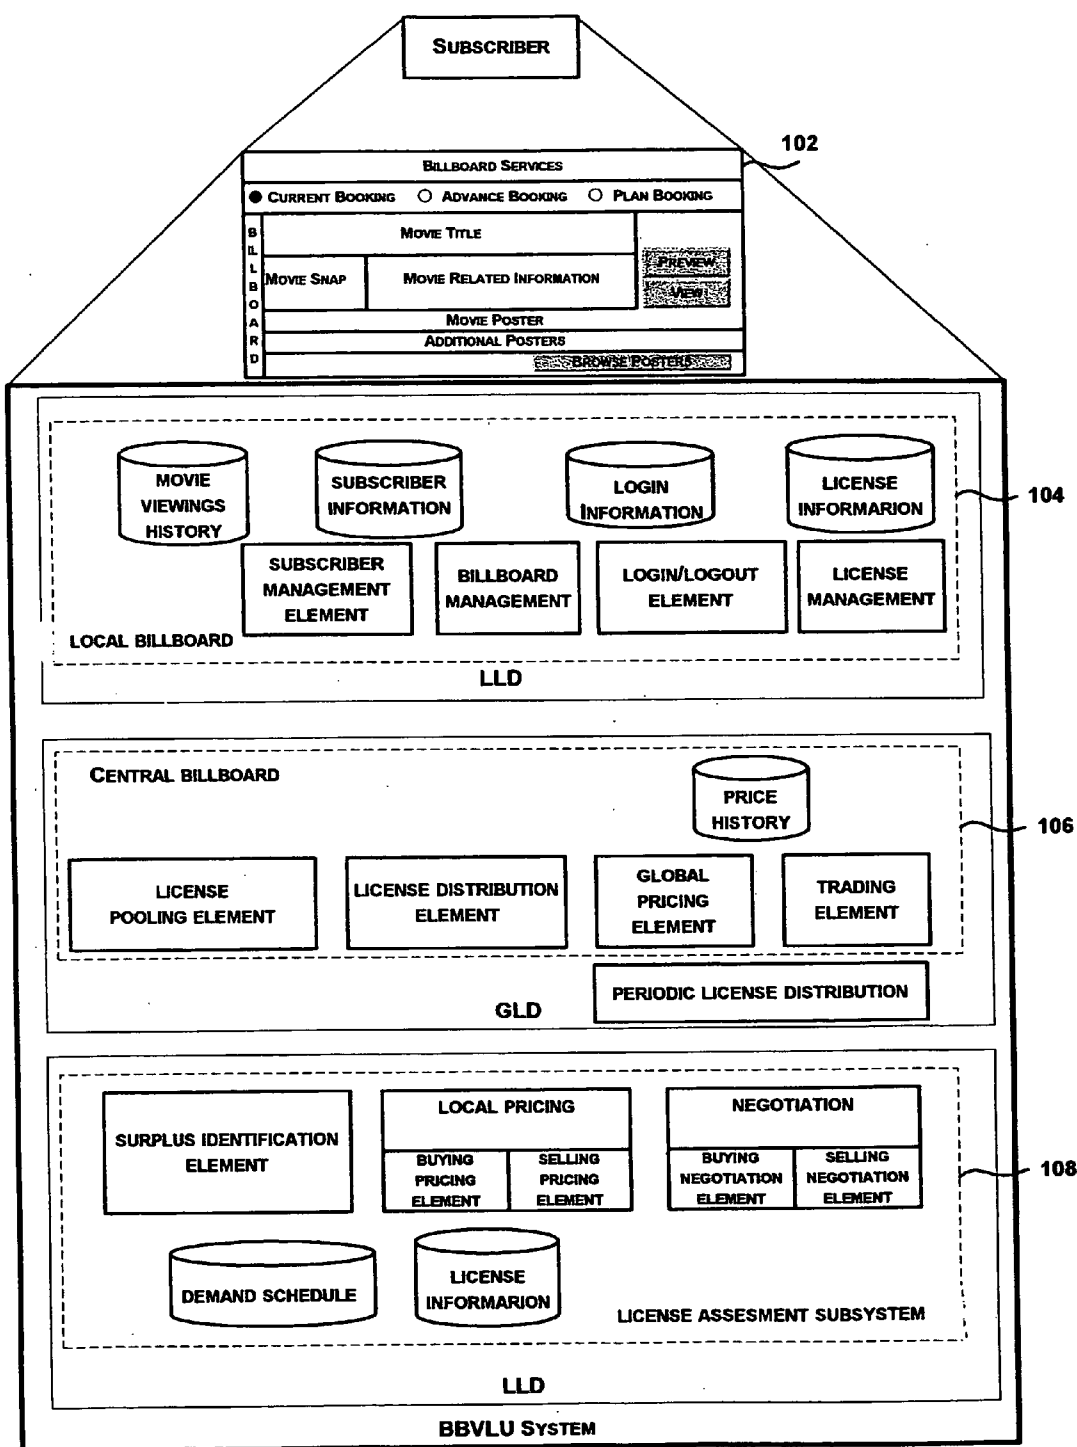 SUBSCRIBER
102
BILLBOARD SERVICES
CURRENT BOOKING ADVANCE BOOKING PLAN BOOKING
BILLBOARD
MOVIE TITLE
PREVIEW
MOVIE SNAP
MOVIE RELATED INFORMATION
VIEW
MOVIE POSTER
ADDITIONAL POSTERS
BROWSE POSTERS
MOVIE
VIEWINGS
HISTORY
SUBSCRIBER
INFORMATION
LOGIN
INFORMATION
LICENSE
INFORMARION
104
SUBSCRIBER
MANAGEMENT
ELEMENT
BILLBOARD
MANAGEMENT
LOGIN/LOGOUT
ELEMENT
LICENSE
MANAGEMENT
LOCAL BILLBOARD
LLD
CENTRAL BILLBOARD
PRICE
HISTORY
106
LICENSE
POOLING ELEMENT
LICENSE DISTRIBUTION
ELEMENT
GLOBAL
PRICING
ELEMENT
TRADING
ELEMENT
PERIODIC LICENSE DISTRIBUTION
GLD
SURPLUS IDENTIFICATION
ELEMENT
LOCAL PRICING
BUYING
PRICING
ELEMENT
SELLING
PRICING
ELEMENT
NEGOTIATION
BUYING
NEGOTIATION
ELEMENT
SELLING
NEGOTIATION
ELEMENT
108
DEMAND SCHEDULE
LICENSE
INFORMARION
LICENSE ASSESMENT SUBSYSTEM
LLD
BBVLU SYSTEM